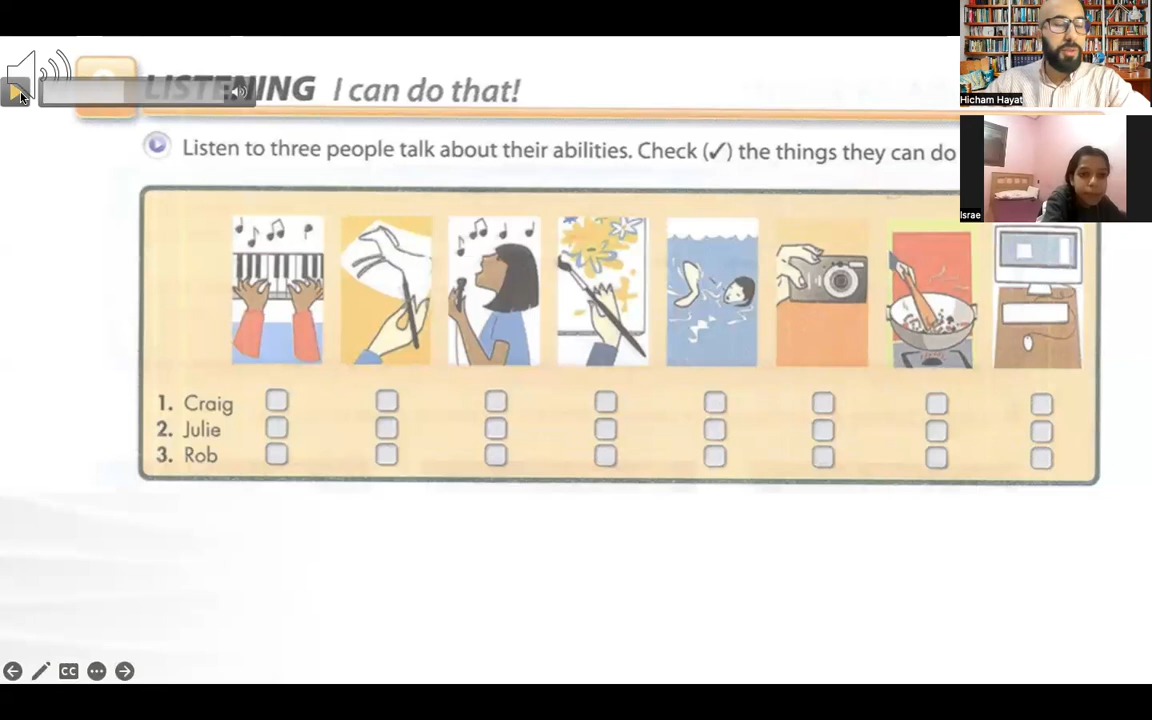 LISTENING I can do that!
Listen to three people talk about their abilities. Check (✓) the things they can do
1. Craig
2. Julie
3. Rob
Hicham Hayat
Israe
CC